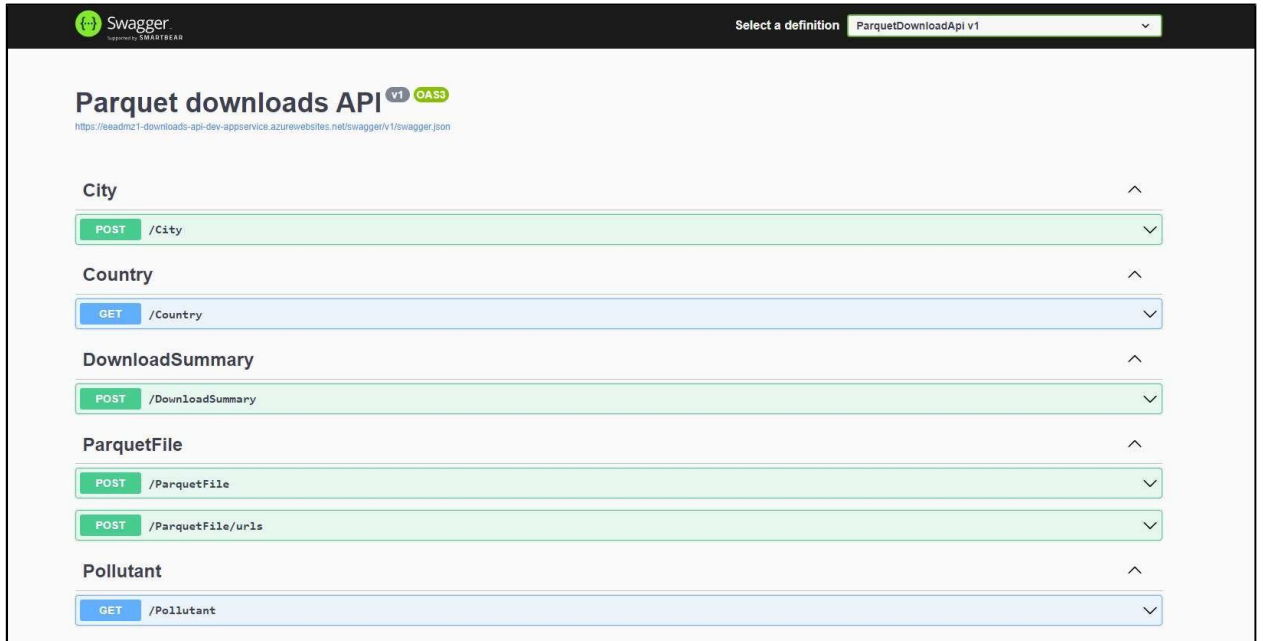 Swagger.
Supported by SMARTBEAR
Select a definition ParquetDownloadApi v1
Parquet downloads API v1 OAS3
https://eeadmz1-downloads-api-dev-appservice.azurewebsites.net/swagger/v1/swagger.json
City
POST /City
Country
GET /Country
DownloadSummary
POST /DownloadSummary
ParquetFile
POST /ParquetFile
POST /ParquetFile/urls
Pollutant
GET /Pollutant